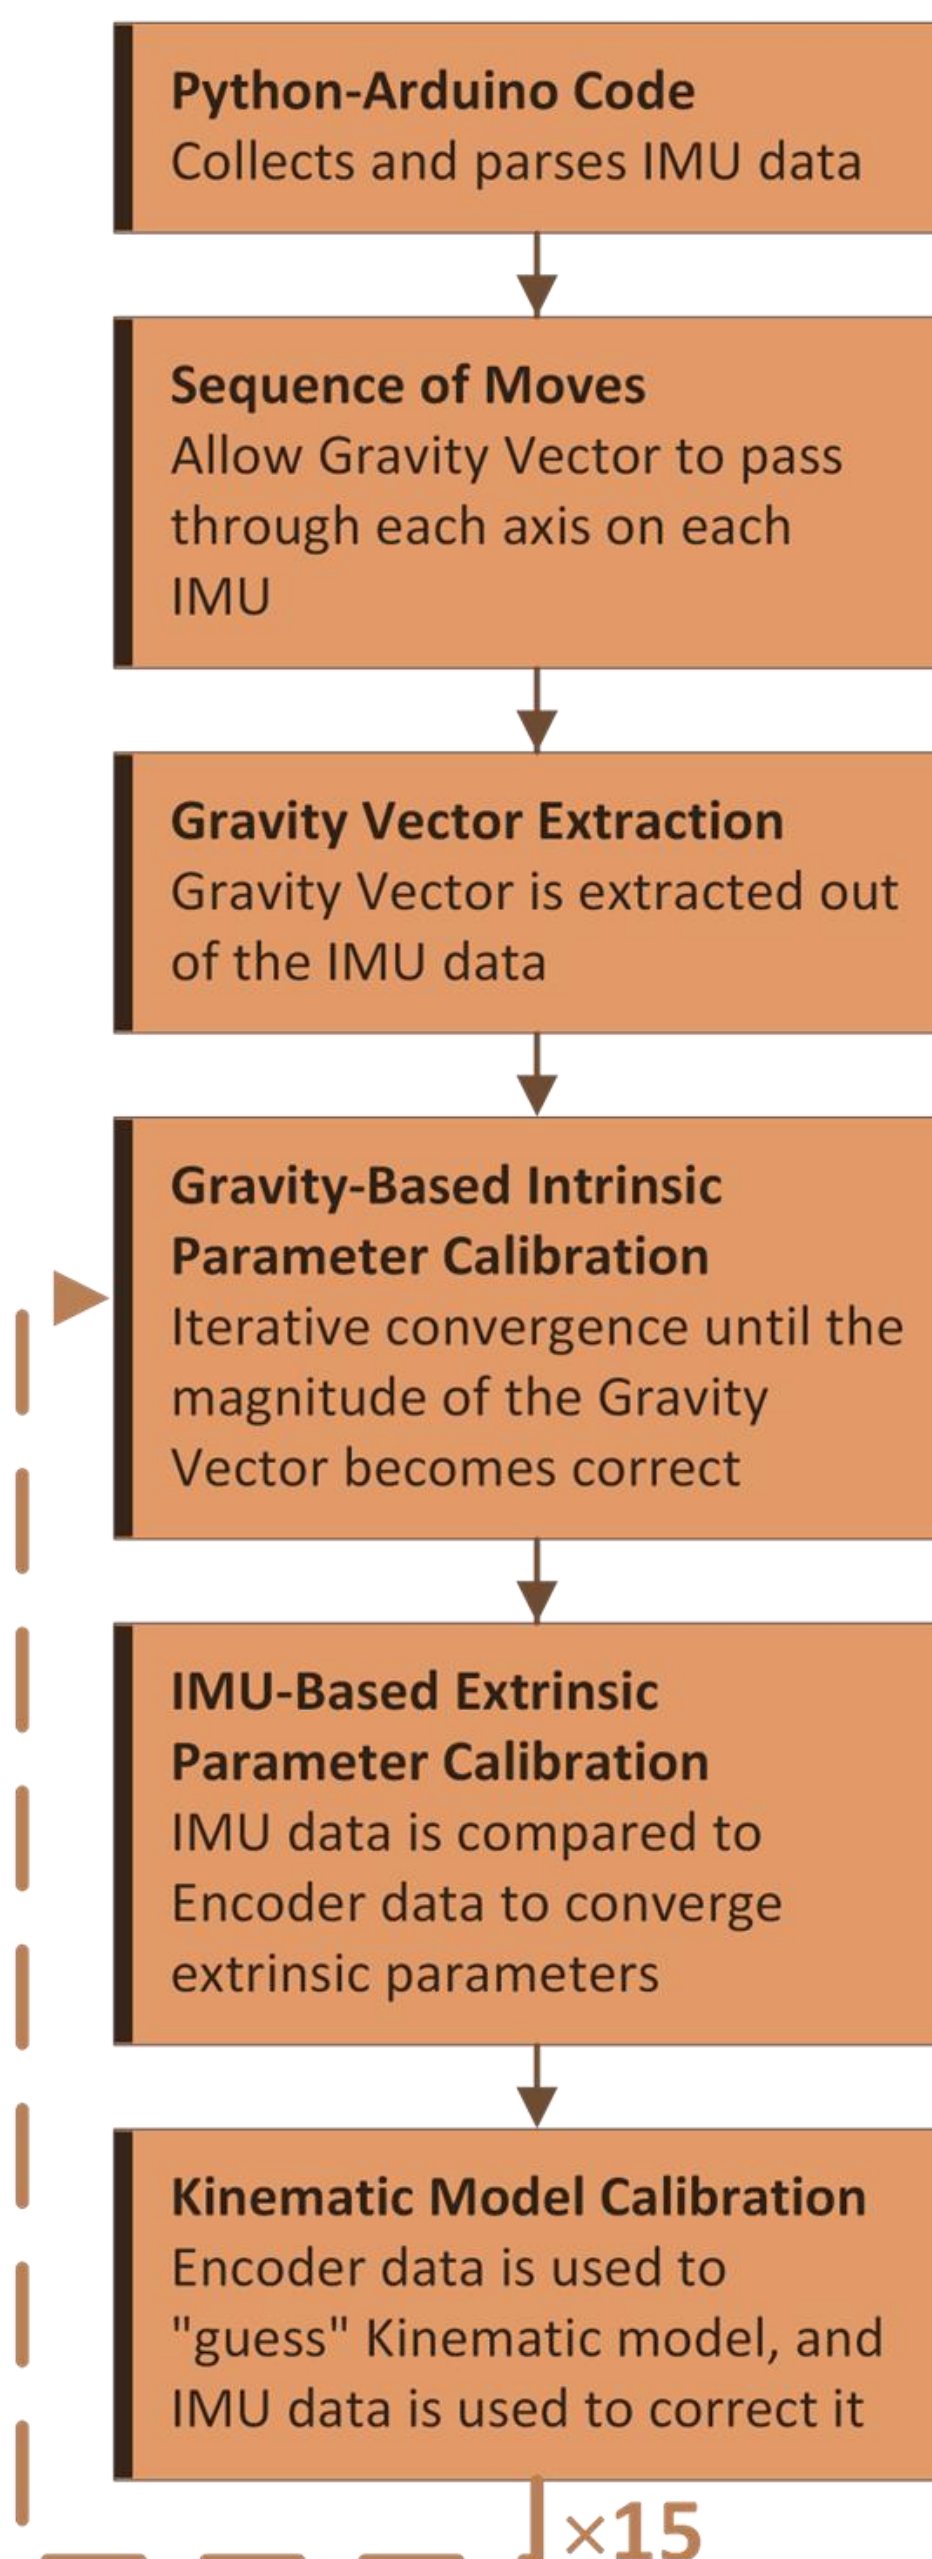 Python-Arduino Code
Collects and parses IMU data
Sequence of Moves
Allow Gravity Vector to pass
through each axis on each
IMU
Gravity Vector Extraction
Gravity Vector is extracted out
of the IMU data
Gravity-Based Intrinsic
Parameter Calibration
Iterative convergence until the
magnitude of the Gravity
Vector becomes correct
IMU-Based Extrinsic
Parameter Calibration
IMU data is compared to
Encoder data to converge
extrinsic parameters
Kinematic Model Calibration
Encoder data is used to
"guess" Kinematic model, and
IMU data is used to correct it
×15